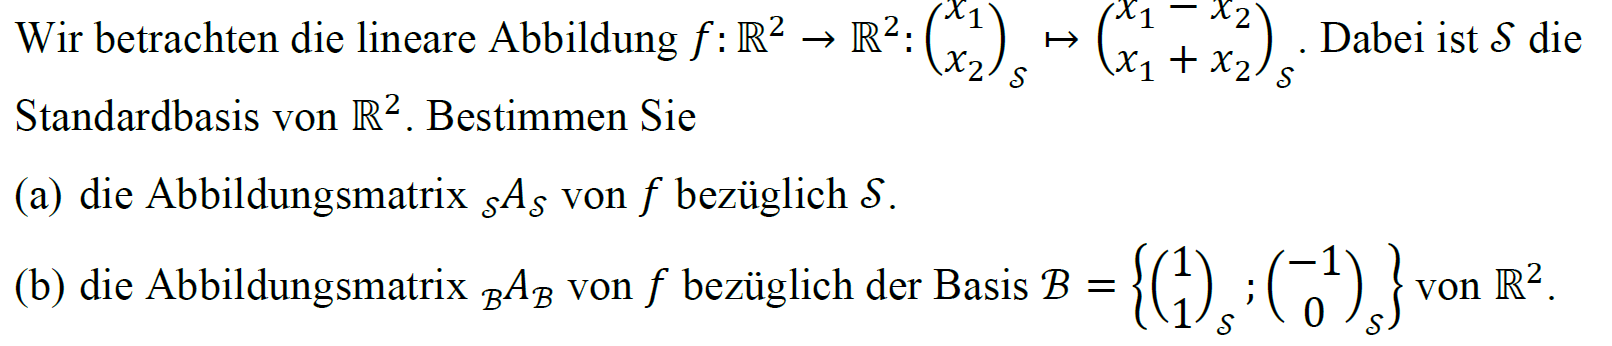 Wir betrachten die lineare Abbildung f: ℝ² → ℝ²: (x₁ x₂)_𝒮 ↦ (x₁ − x₂ x₁ + x₂)_𝒮. Dabei ist 𝒮 die
Standardbasis von ℝ². Bestimmen Sie
(a) die Abbildungsmatrix _𝒮A_𝒮 von f bezüglich 𝒮.
(b) die Abbildungsmatrix _ℬA_ℬ von f bezüglich der Basis ℬ = {(1 1)_𝒮; (−1 0)_𝒮} von ℝ².